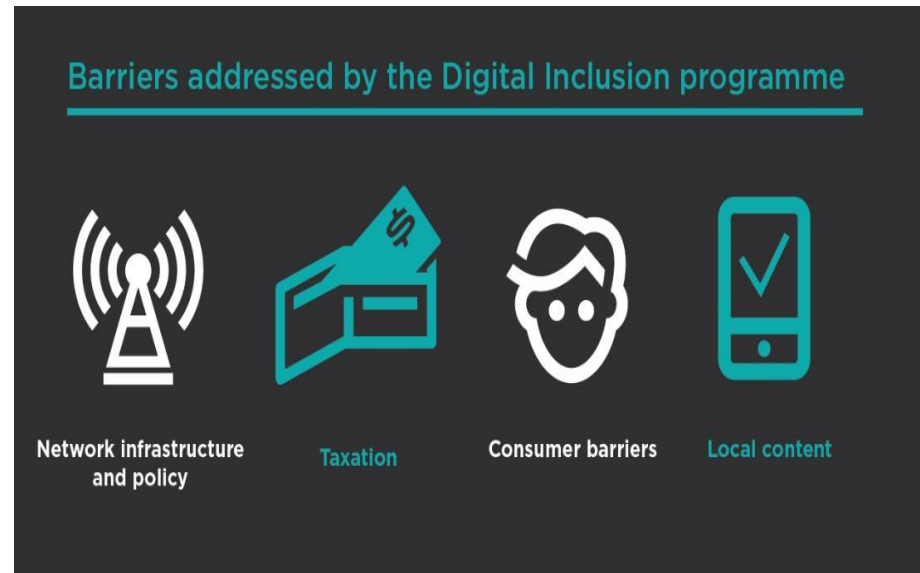 Barriers addressed by the Digital Inclusion programme
$
Network infrastructure
and policy
Taxation
Consumer barriers
Local content